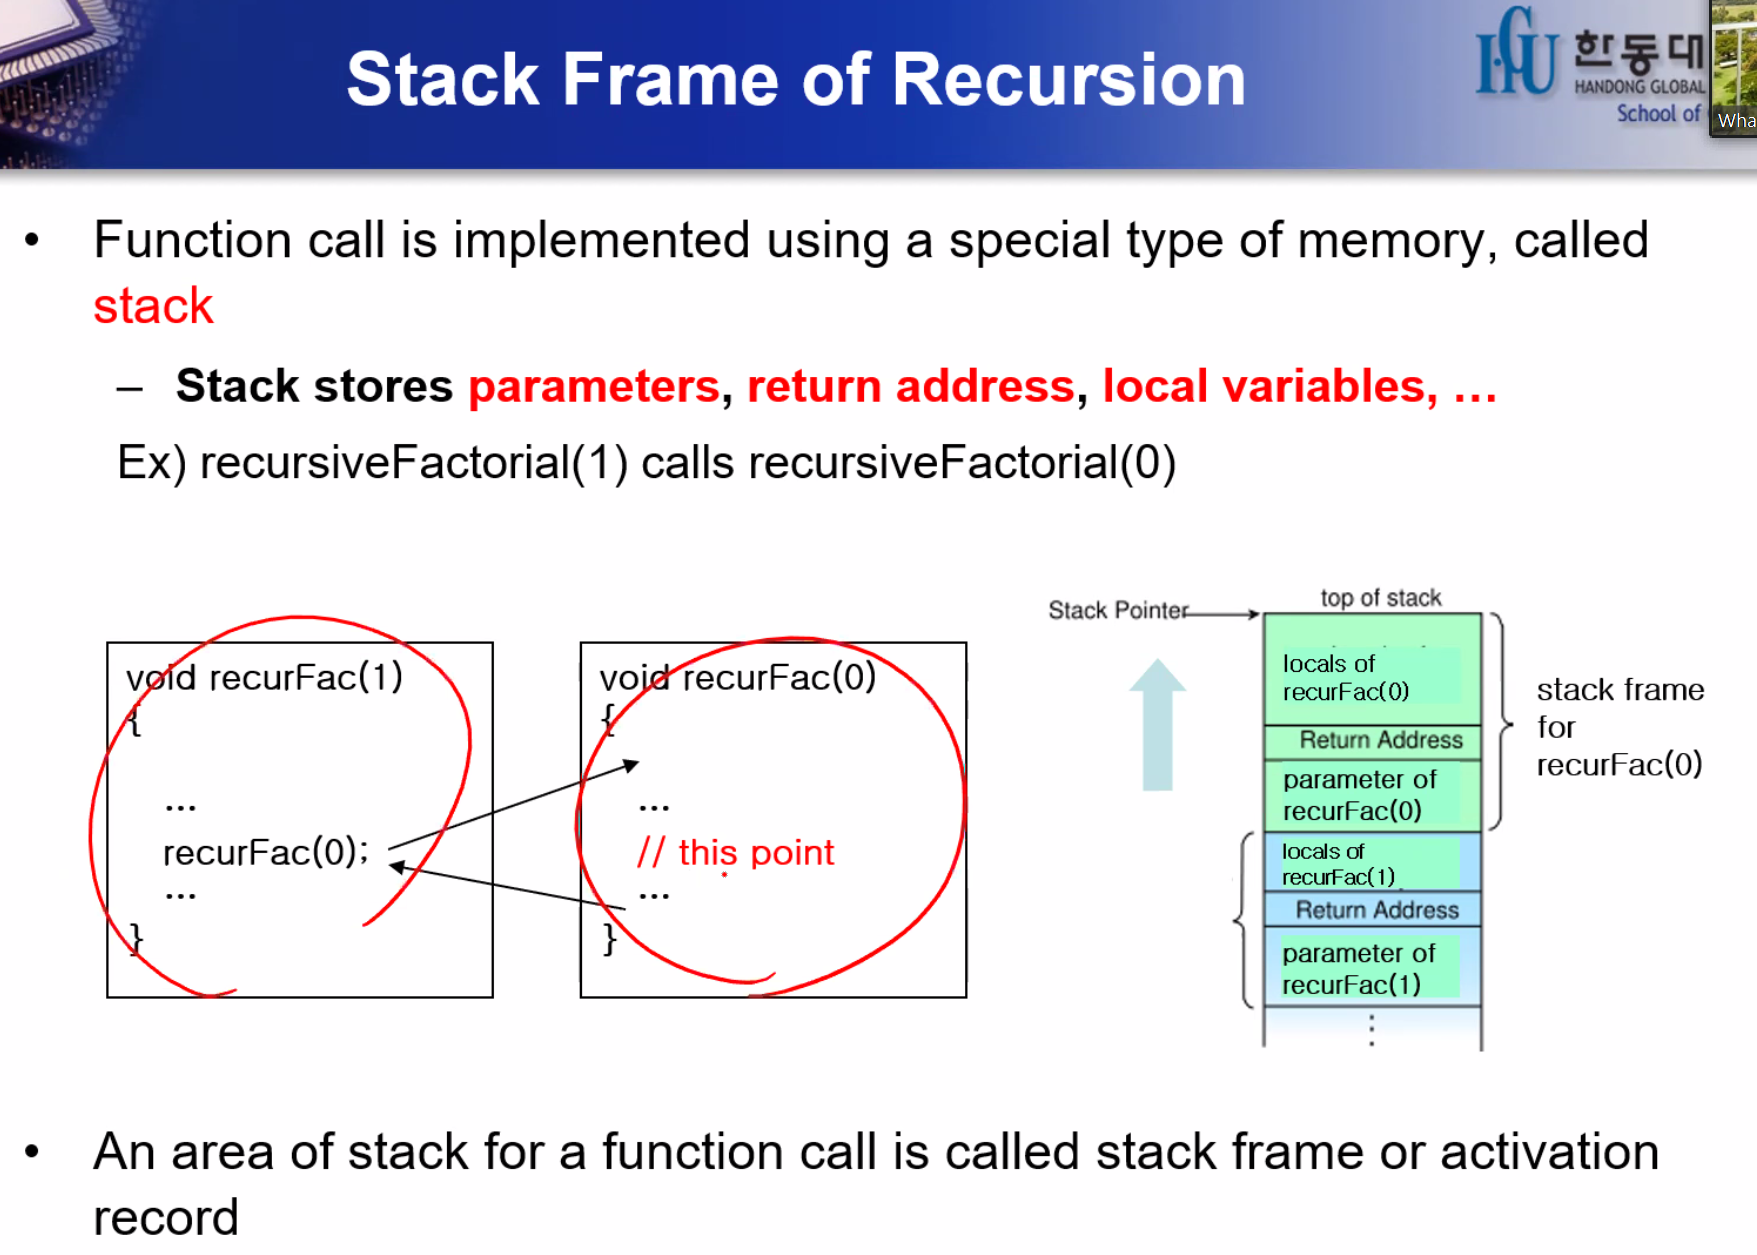 Stack Frame of Recursion
한동대
HANDONG GLOBAL
School of
Wha
• Function call is implemented using a special type of memory, called
stack
– Stack stores parameters, return address, local variables, ...
Ex) recursiveFactorial(1) calls recursiveFactorial(0)
void recurFac(1)
{
...
recurFac(0);
...
}
void recurFac(0)
{
...
// this point
...
}
Stack Pointer
top of stack
locals of
recurFac(0)
Return Address
parameter of
recurFac(0)
locals of
recurFac(1)
Return Address
parameter of
recurFac(1)
⋮
stack frame
for
recurFac(0)
• An area of stack for a function call is called stack frame or activation
record